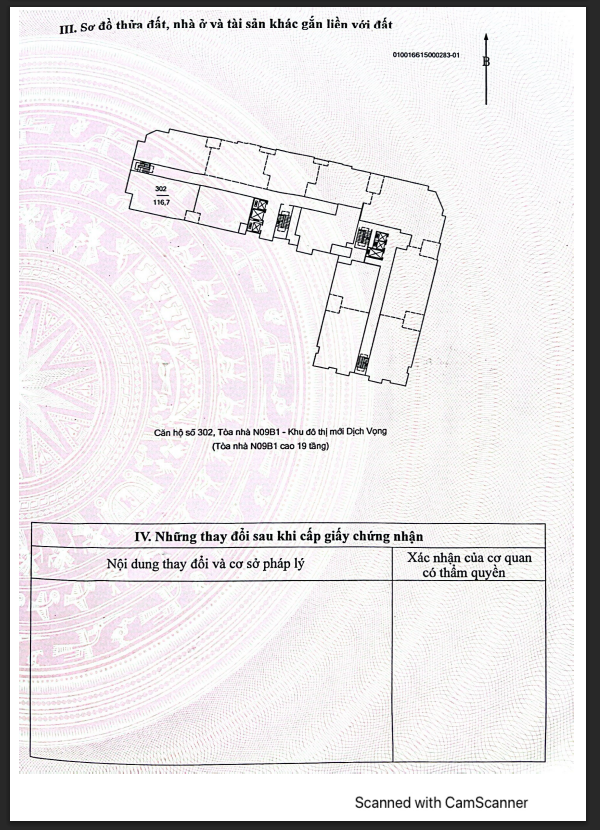 III. Sơ đồ thửa đất, nhà ở và tài sản khác gắn liền với đất
010016615000283-01
B
302
116,7
Căn hộ số 302, Tòa nhà N09B1 - Khu đô thị mới Dịch Vọng
(Tòa nhà N09B1 cao 19 tầng)
IV. Những thay đổi sau khi cấp giấy chứng nhận
Nội dung thay đổi và cơ sở pháp lý
Xác nhận của cơ quan
có thẩm quyền
Scanned with CamScanner